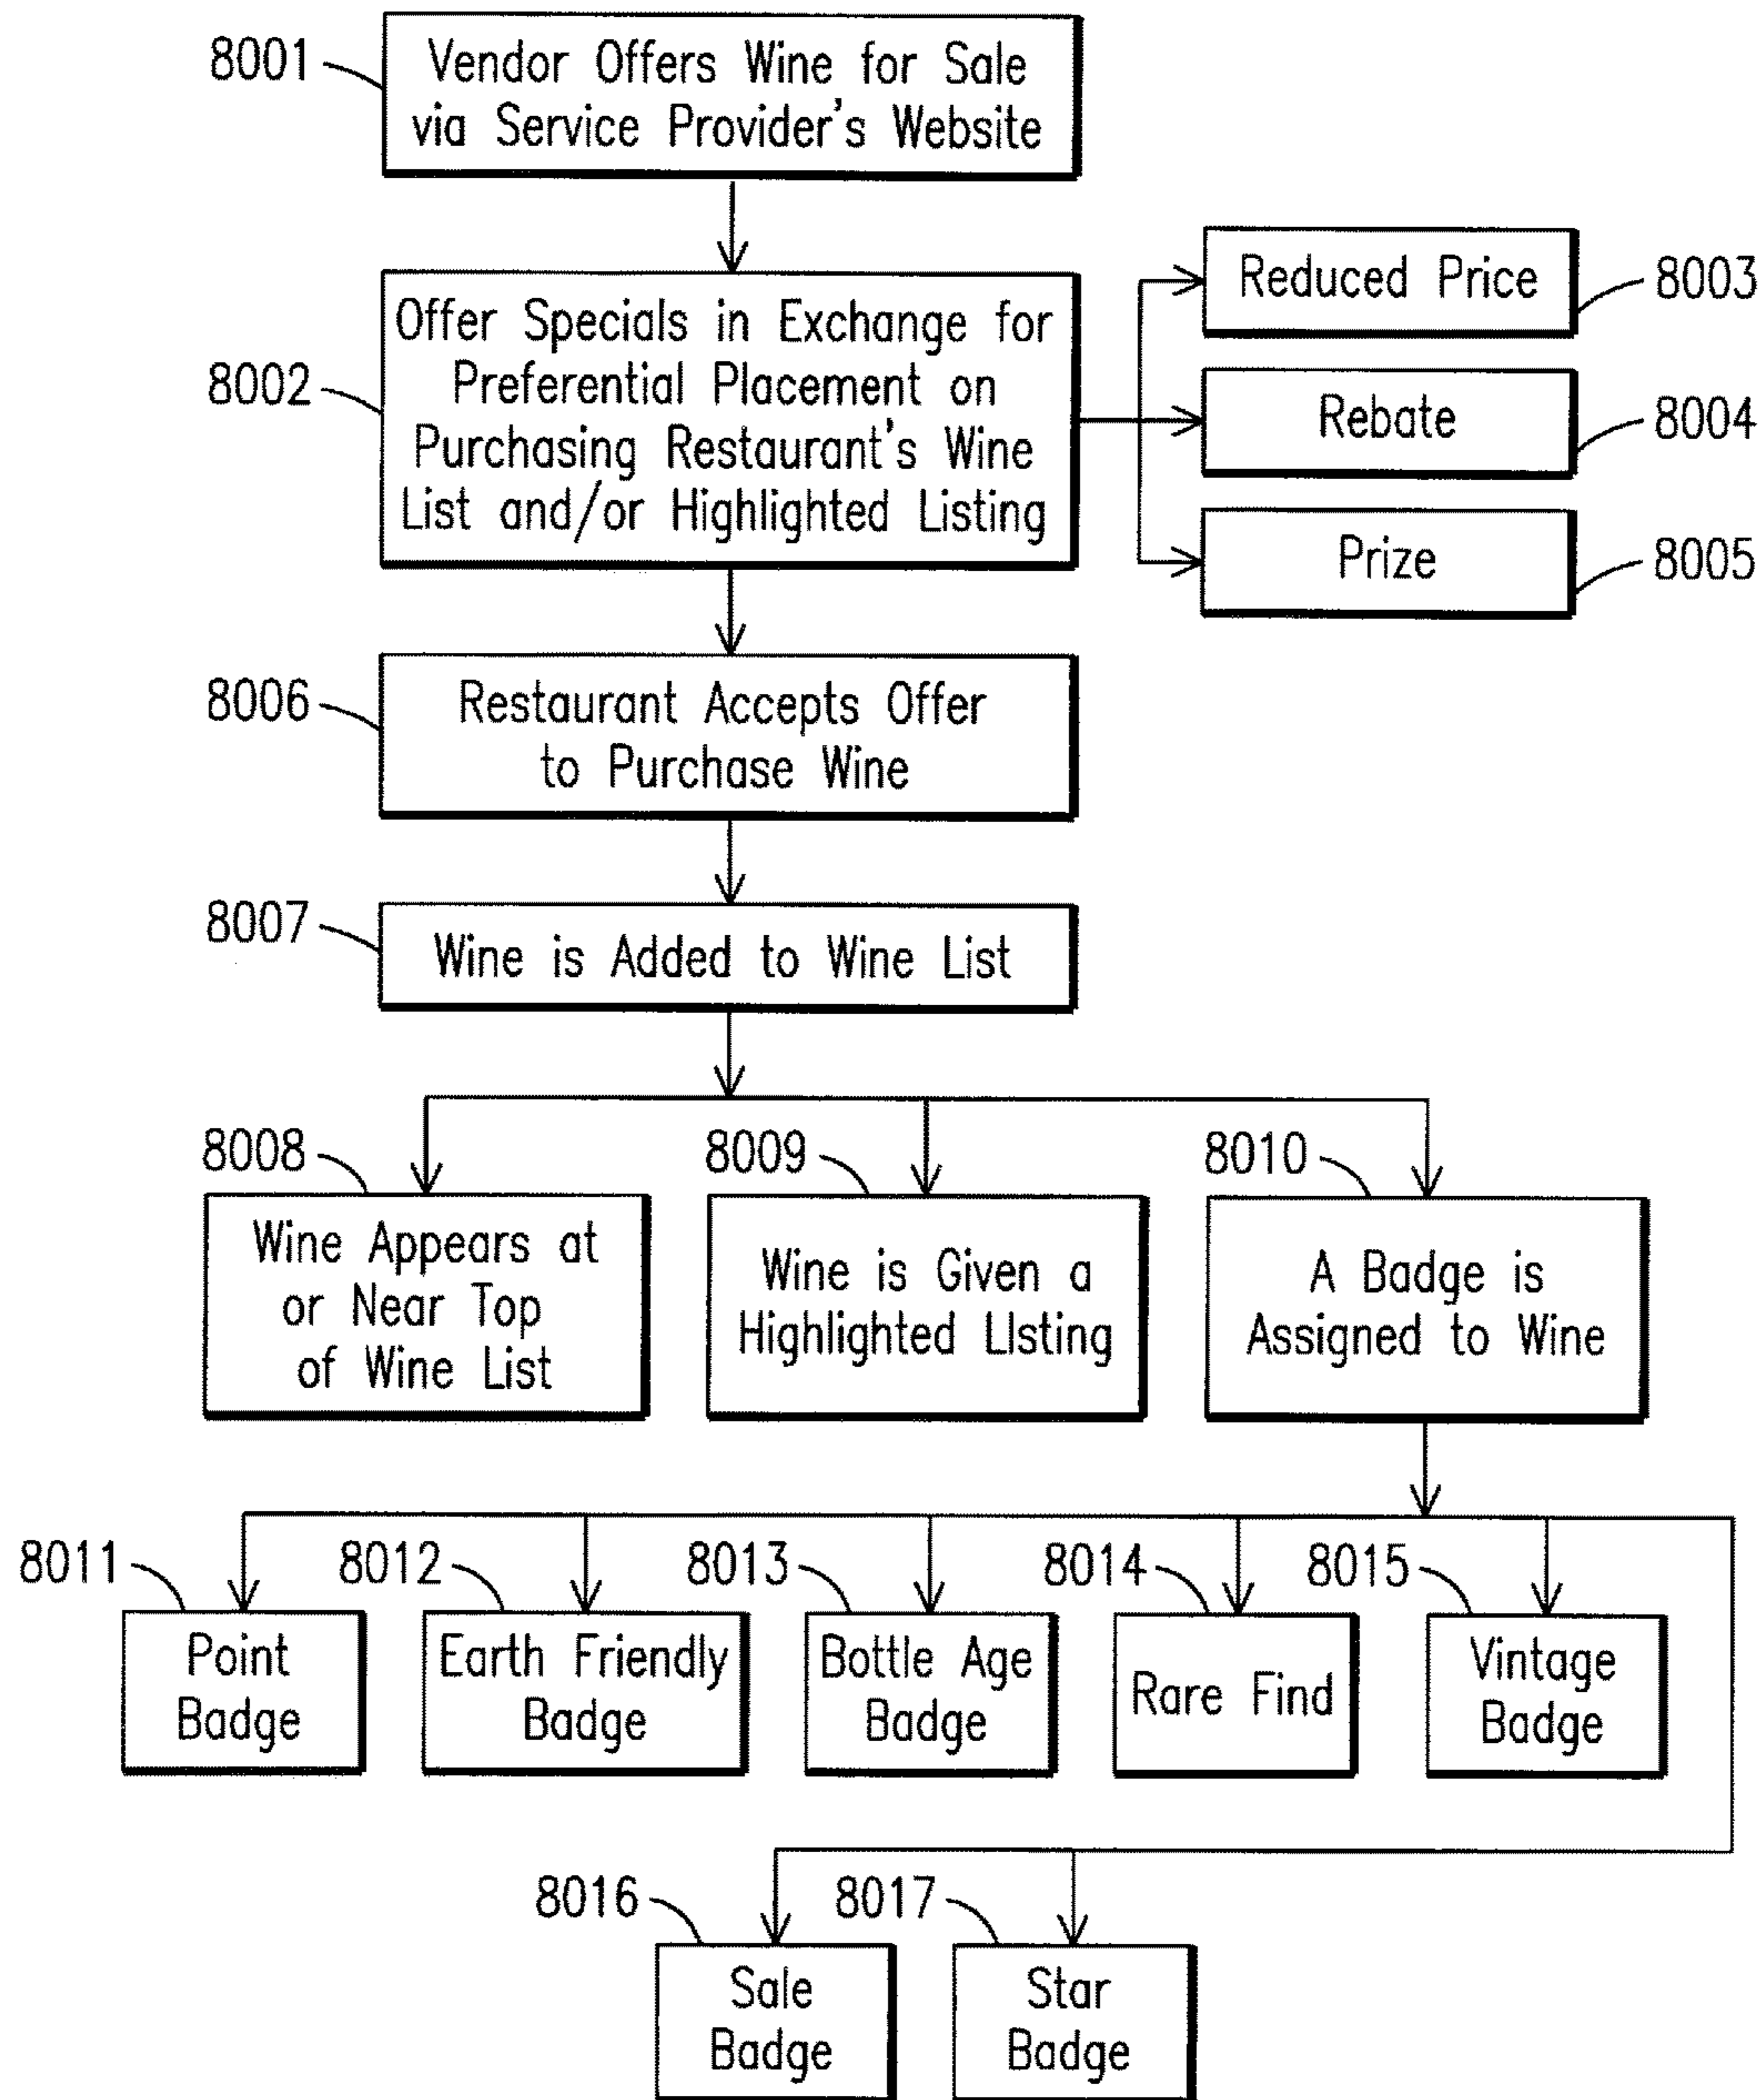 8001
Vendor Offers Wine for Sale
via Service Provider's Website
8002
Offer Specials in Exchange for
Preferential Placement on
Purchasing Restaurant's Wine
List and/or Highlighted Listing
Reduced Price
8003
Rebate
8004
Prize
8005
8006
Restaurant Accepts Offer
to Purchase Wine
8007
Wine is Added to Wine List
8008
Wine Appears at
or Near Top
of Wine List
8009
Wine is Given a
Highlighted LIsting
8010
A Badge is
Assigned to Wine
8011
Point
Badge
8012
Earth Friendly
Badge
8013
Bottle Age
Badge
8014
Rare Find
8015
Vintage
Badge
8016
Sale
Badge
8017
Star
Badge